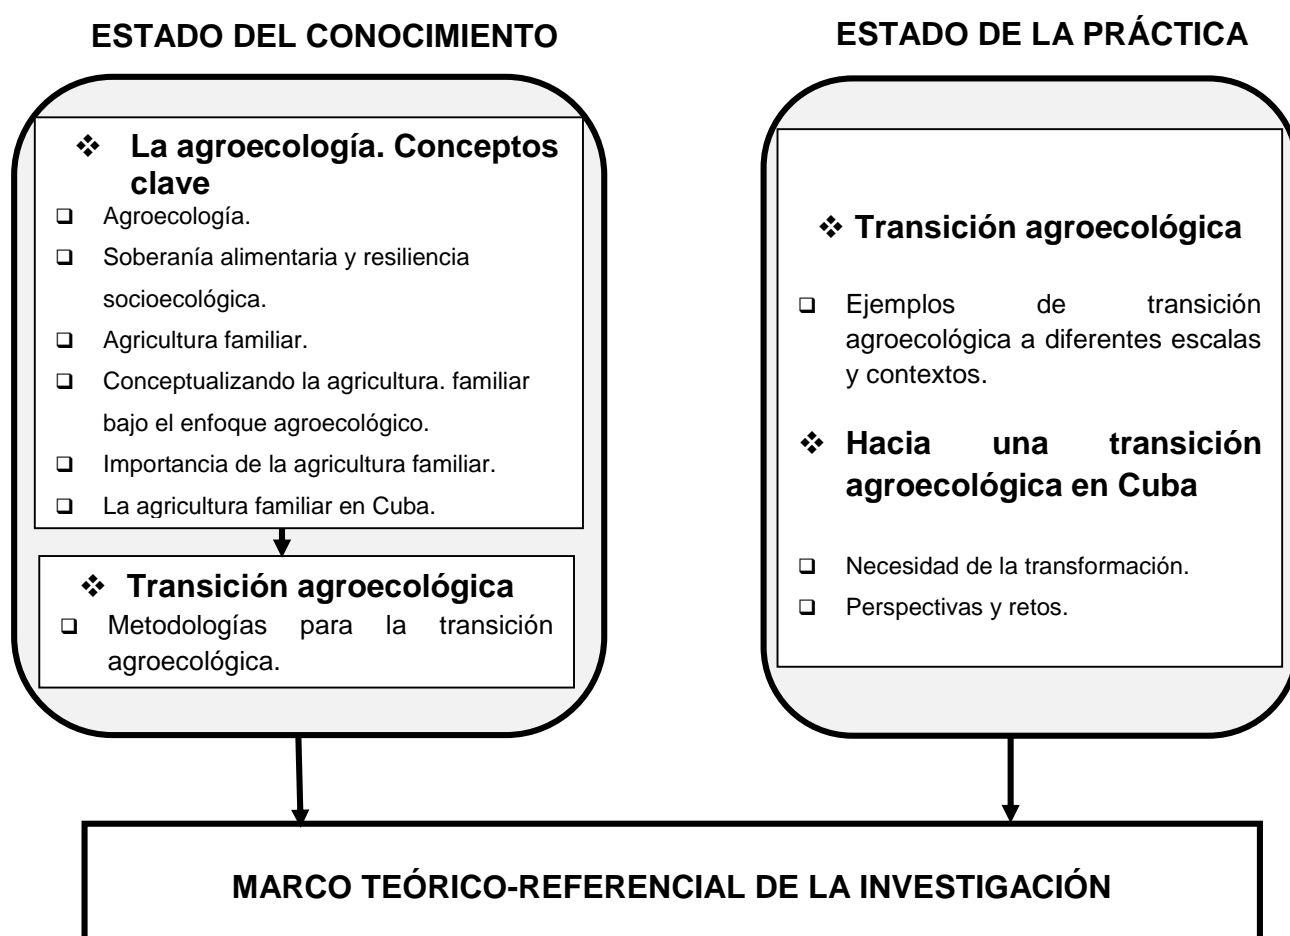 ESTADO DEL CONOCIMIENTO
❖ La agroecología. Conceptos
clave
❑ Agroecología.
❑ Soberanía alimentaria y resiliencia
socioecológica.
❑ Agricultura familiar.
❑ Conceptualizando la agricultura. familiar
bajo el enfoque agroecológico.
❑ Importancia de la agricultura familiar.
❑ La agricultura familiar en Cuba.
❖ Transición agroecológica
❑ Metodologías para la transición
agroecológica.
ESTADO DE LA PRÁCTICA
❖ Transición agroecológica
❑ Ejemplos de transición
agroecológica a diferentes escalas
y contextos.
❖ Hacia una transición
agroecológica en Cuba
❑ Necesidad de la transformación.
❑ Perspectivas y retos.
MARCO TEÓRICO-REFERENCIAL DE LA INVESTIGACIÓN